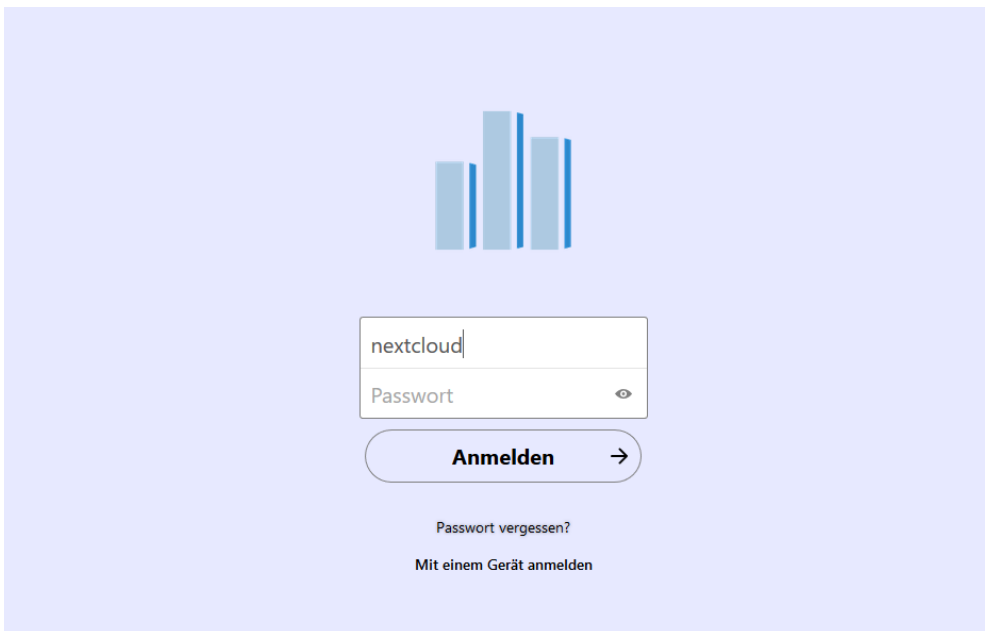 nextcloud
Passwort
Anmelden
Passwort vergessen?
Mit einem Gerät anmelden